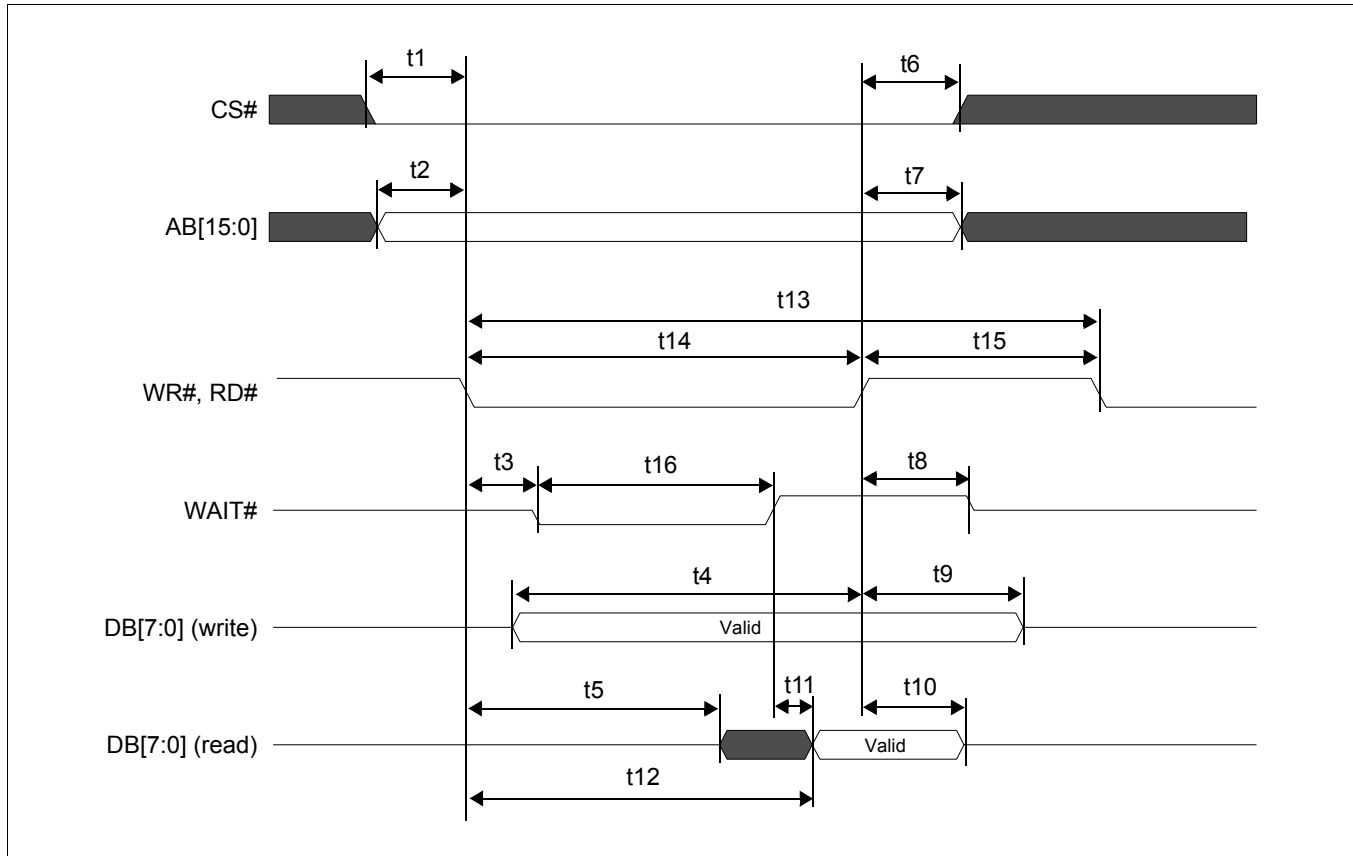 t1
t6
CS#
t2
t7
AB[15:0]
t13
t14
t15
WR#, RD#
t3
t16
t8
WAIT#
t4
t9
DB[7:0] (write)
Valid
t5
t11
t10
DB[7:0] (read)
Valid
t12